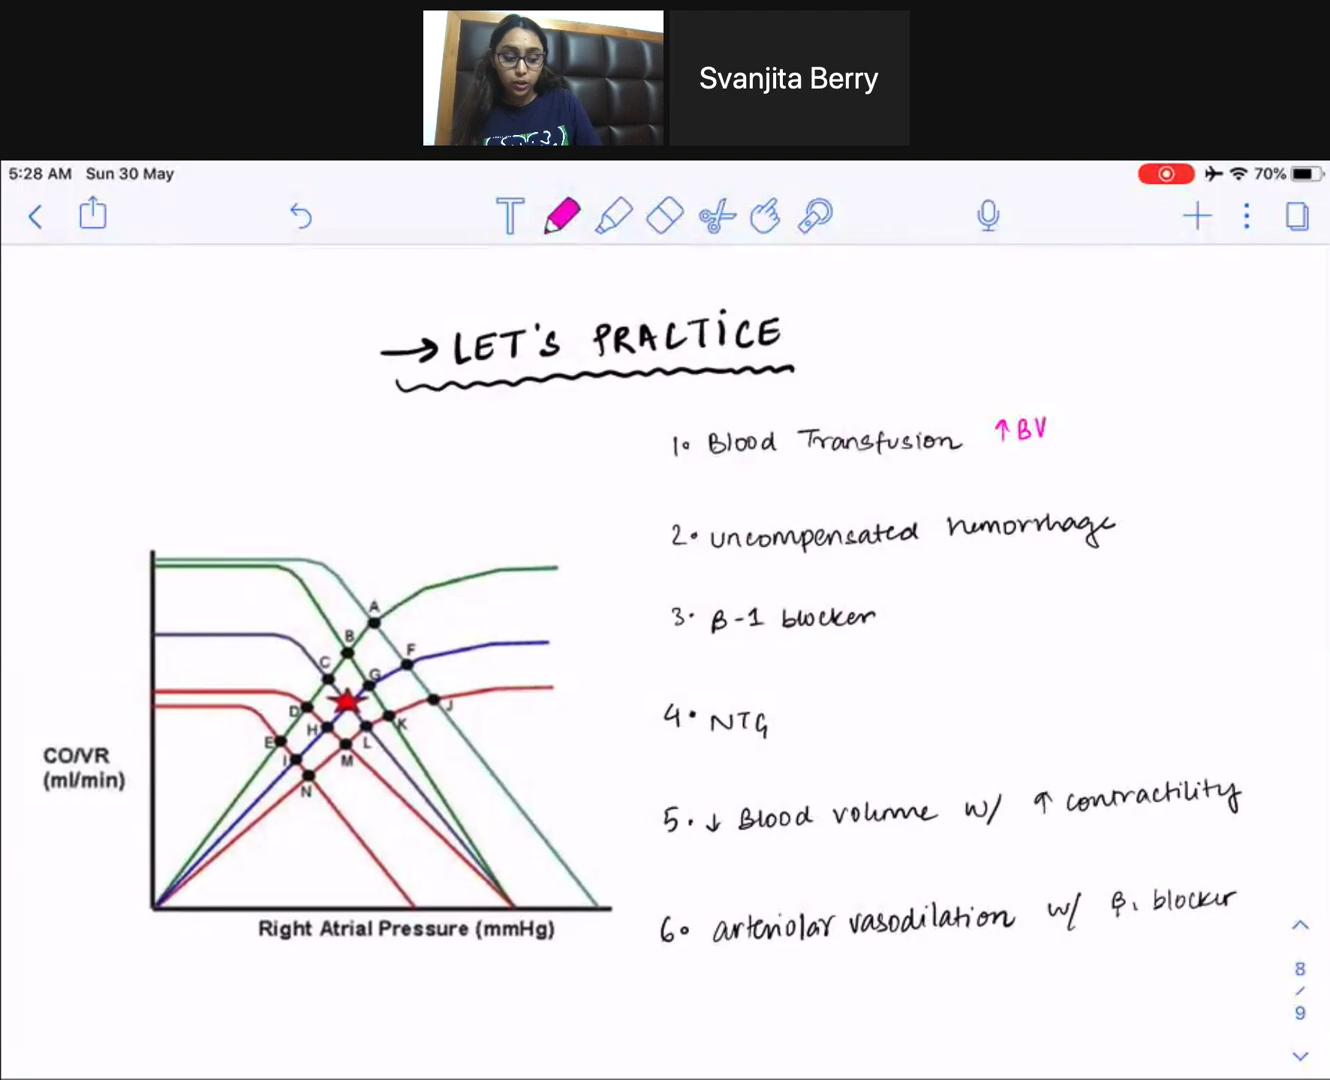 Svanjita Berry
5:28 AM Sun 30 May
70%
T
→ LET'S PRACTICE
1. Blood Transfusion ↑ BV
2. uncompensated hemorrhage
3. β-1 blocker
4. NTG
5. ↓ Blood volume w/ ↑ contractility
6. arteriolar vasodilation w/ β1 blocker
A
B
F
C
G
D
J
K
H
E
L
I
M
N
CO/VR
(ml/min)
Right Atrial Pressure (mmHg)
8
/
9